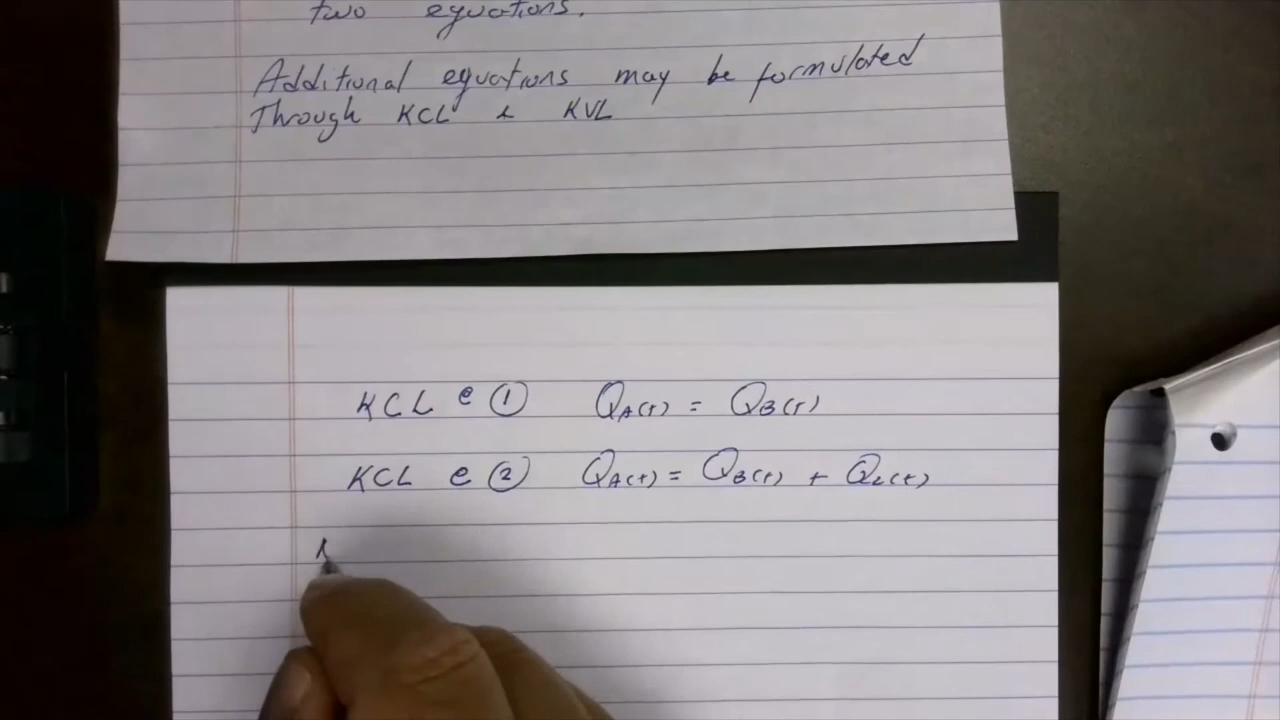 two equations.
Additional equations may be formulated
Through KCL & KVL
KCL @ ① QA(t) = QB(t)
KCL @ ② QA(t) = QB(t) + QL(t)